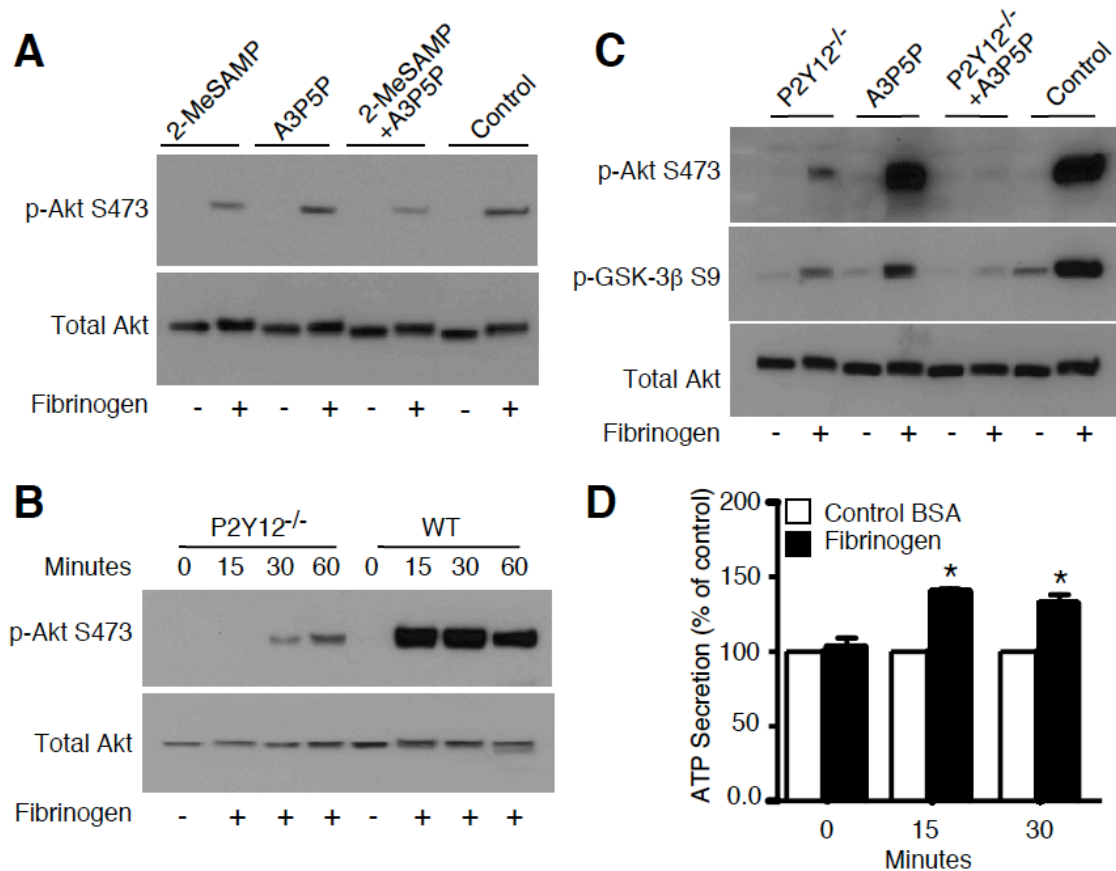 A
2-MeSAMP
A3P5P
2-MeSAMP
+A3P5P
Control
p-Akt S473
Total Akt
Fibrinogen - + - + - + - +
B
P2Y12-/- WT
Minutes 0 15 30 60 0 15 30 60
p-Akt S473
Total Akt
Fibrinogen - + + + - + + +
C
P2Y12-/-
A3P5P
P2Y12-/-
+A3P5P
Control
p-Akt S473
p-GSK-3β S9
Total Akt
Fibrinogen - + - + - + - +
D
ATP Secretion (% of control)
200
150
100
50
0.0
Control BSA
Fibrinogen
* *
0 15 30
Minutes